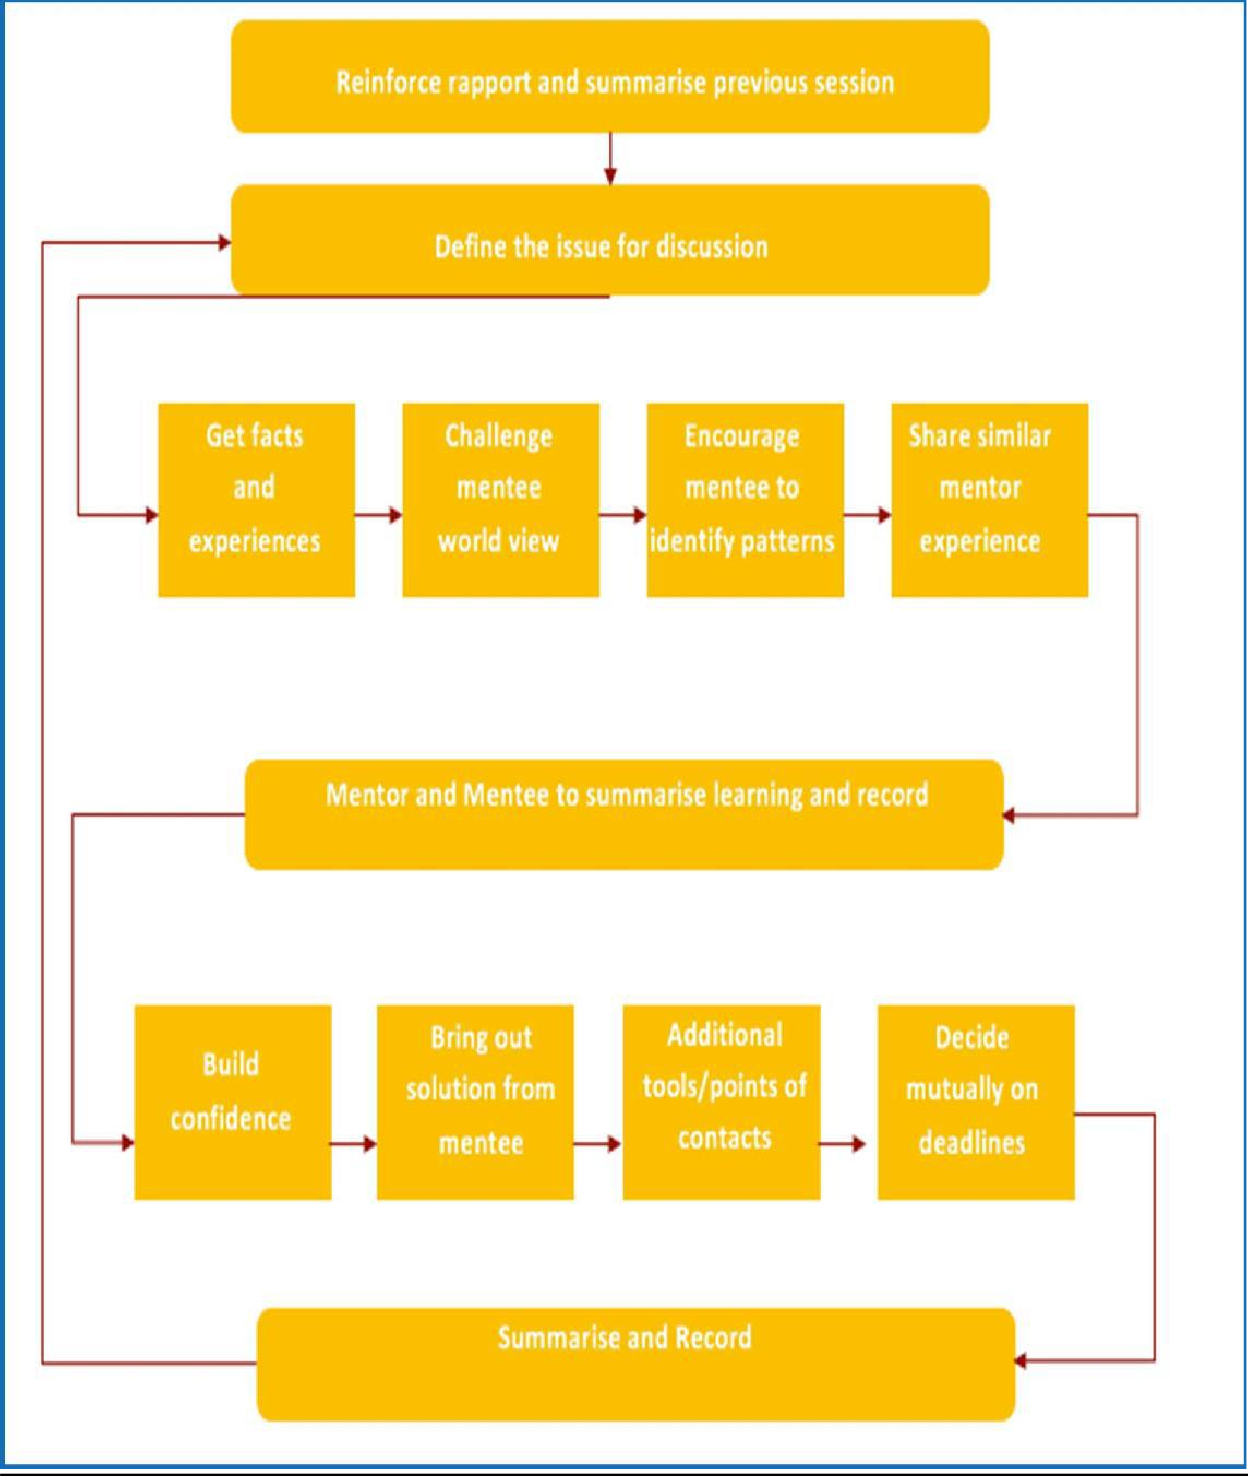 Reinforce rapport and summarise previous session
Define the issue for discussion
Get facts
and
experiences
Challenge
mentee
world view
Encourage
mentee to
identify patterns
Share similar
mentor
experience
Mentor and Mentee to summarise learning and record
Build
confidence
Bring out
solution from
mentee
Additional
tools/points of
contacts
Decide
mutually on
deadlines
Summarise and Record